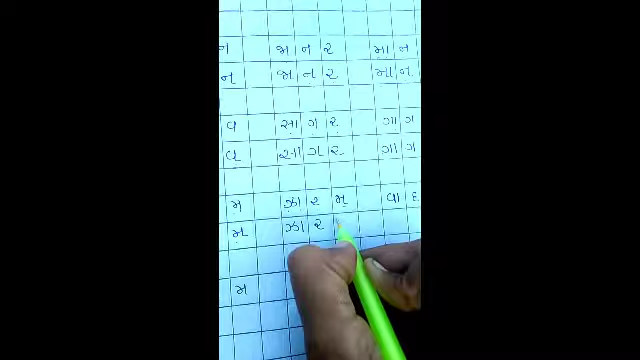 ન જાનર માન
ન જાનર માન
વ સાગર ગાગ
વ સાગર ગાગ
મ ઝારમ વાદ
મ ઝાર
મ